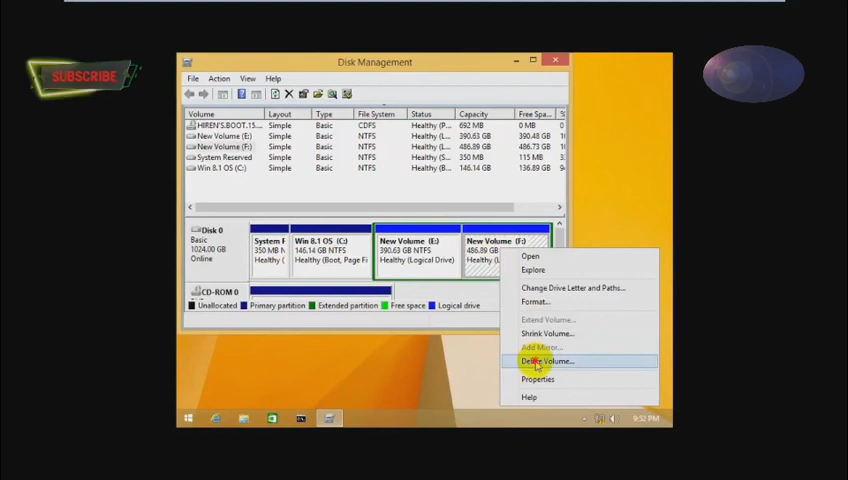 SUBSCRIBE
Disk Management
File Action View Help
Volume Layout Type File System Status Capacity Free Spa... %
HIREN'S.BOOT.15.... Simple Basic CDFS Healthy (P... 692 MB 0 MB
New Volume (E:) Simple Basic NTFS Healthy (L... 390.63 GB 390.48 GB
New Volume (F:) Simple Basic NTFS Healthy (L... 486.89 GB 486.73 GB
System Reserved Simple Basic NTFS Healthy (S... 350 MB 115 MB
Win 8.1 OS (C:) Simple Basic NTFS Healthy (B... 146.14 GB 136.89 GB
Disk 0
Basic
1024.00 GB
Online
System R
350 MB N
Healthy (
Win 8.1 OS (C:)
146.14 GB NTFS
Healthy (Boot, Page Fi
New Volume (E:)
390.63 GB NTFS
Healthy (Logical Drive)
New Volume (F:)
486.89 GB
Healthy (L
CD-ROM 0
Unallocated Primary partition Extended partition Free space Logical drive
Open
Explore
Change Drive Letter and Paths...
Format...
Extend Volume...
Shrink Volume...
Add Mirror...
Delete Volume...
Properties
Help
9:52 PM